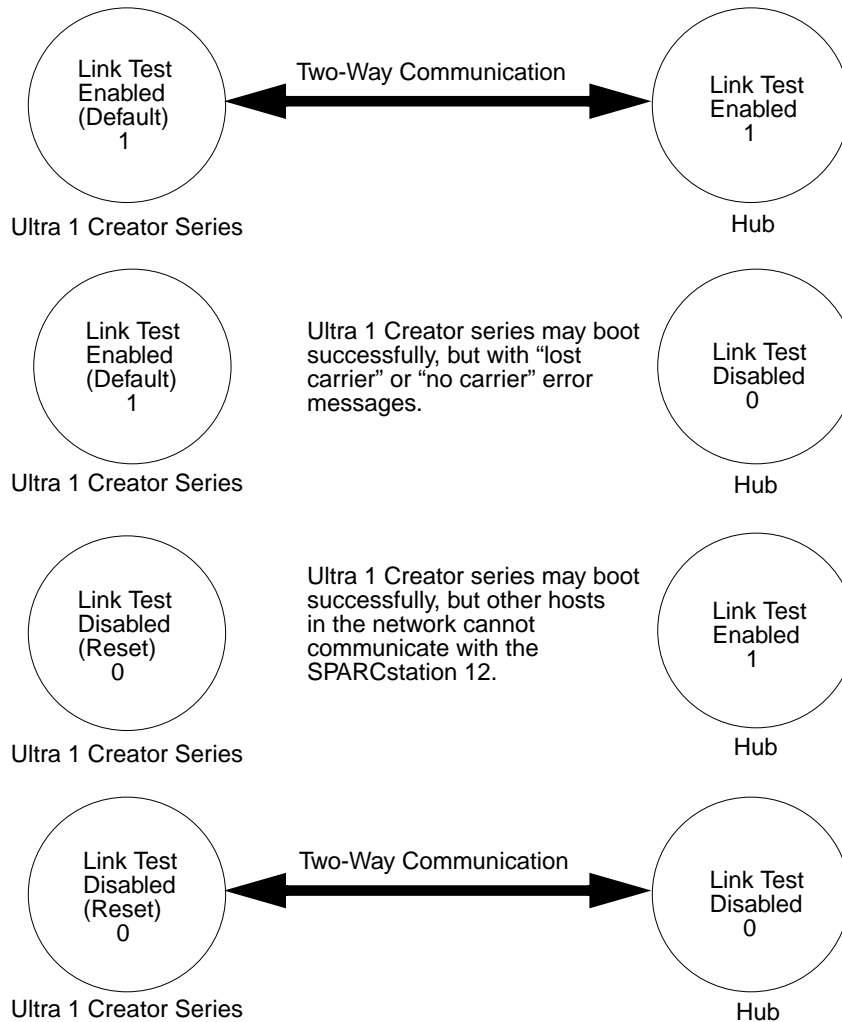 Link Test
Enabled
(Default)
1
Two-Way Communication
Link Test
Enabled
1
Ultra 1 Creator Series
Hub
Link Test
Enabled
(Default)
1
Ultra 1 Creator series may boot
successfully, but with “lost
carrier” or “no carrier” error
messages.
Link Test
Disabled
0
Ultra 1 Creator Series
Hub
Link Test
Disabled
(Reset)
0
Ultra 1 Creator series may boot
successfully, but other hosts
in the network cannot
communicate with the
SPARCstation 12.
Link Test
Enabled
1
Ultra 1 Creator Series
Hub
Link Test
Disabled
(Reset)
0
Two-Way Communication
Link Test
Disabled
0
Ultra 1 Creator Series
Hub